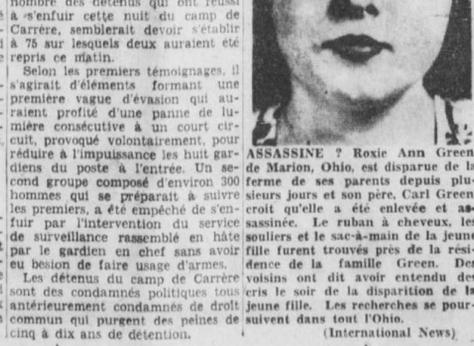 nombre des détenus qui ont réussi
à s'enfuir cette nuit du camp de
Carrère, semblerait devoir s'établir
à 75 sur lesquels deux auraient été
repris ce matin.
Selon les premiers témoignages, il
s'agirait d'éléments formant une
première vague d'évasion qui au-
raient profité d'une panne de lu-
mière consécutive à un court cir-
cuit, provoqué volontairement, pour
réduire à l'impuissance les huit gar-
diens du poste à l'entrée. Un se-
cond groupe composé d'environ 300
hommes qui se préparait à suivre
les premiers, a été empêché de s'en-
fuir par l'intervention du service
de surveillance rassemblé en hâte
par le gardien en chef sans avoir
eu besion de faire usage d'armes.
Les détenus du camp de Carrère
sont des condamnés politiques tous
antérieurement condamnés de droit
commun qui purgent des peines de
cinq à dix ans de détention.
ASSASSINE ? Roxie Ann Green
de Marion, Ohio, est disparue de la
ferme de ses parents depuis plu-
sieurs jours et son père, Carl Green
croit qu'elle a été enlevée et as-
sassinée. Le ruban à cheveux, les
souliers et le sac-à-main de la jeune
fille furent trouvés près de la rési-
dence de la famille Green. Des
voisins ont dit avoir entendu des
cris le soir de la disparition de la
jeune fille. Les recherches se pour-
suivent dans tout l'Ohio.
(International News)